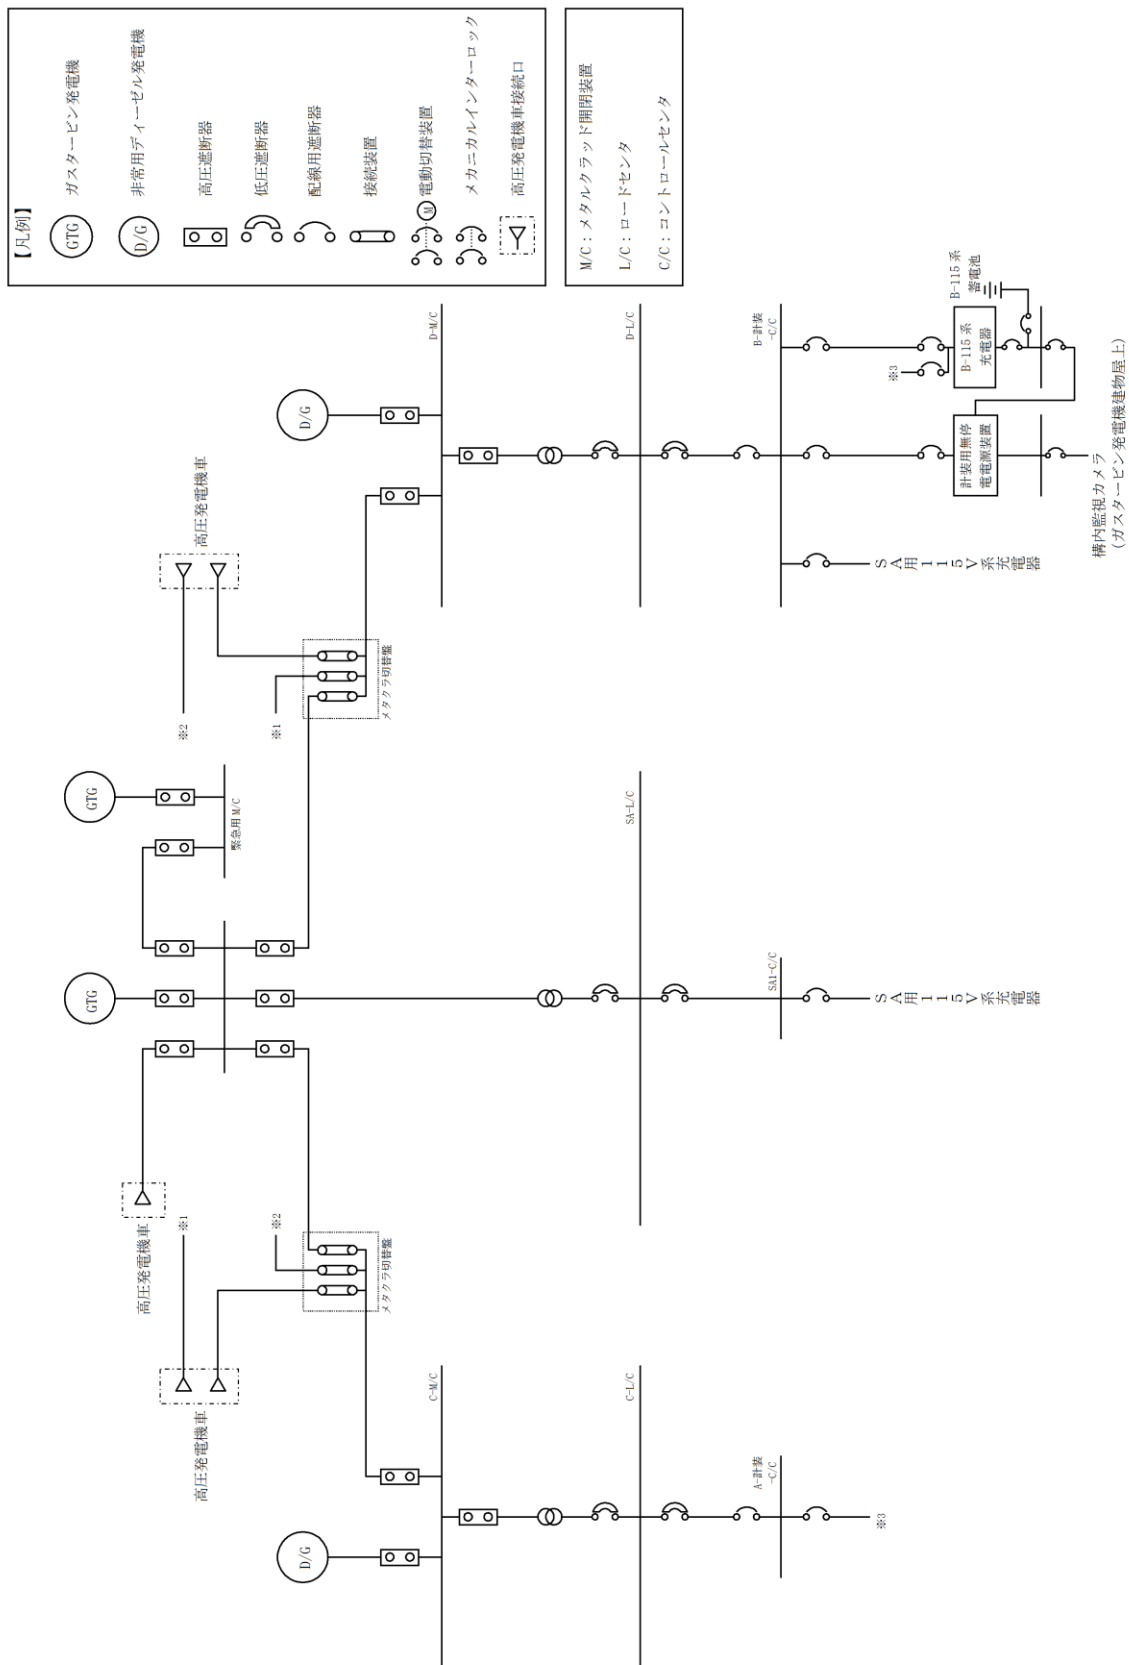 【凡例】
GTG
ガスタービン発電機
D/G
非常用ディーゼル発電機
高圧遮断器
低圧遮断器
配線用遮断器
接続装置
M
電動切替装置
メカニカルインターロック
高圧発電機車接続口
M/C：メタルクラッド開閉装置
L/C：ロードセンタ
C/C：コントロールセンタ
高圧発電機車
※1
高圧発電機車
GTG
GTG
緊急用 M/C
※2
高圧発電機車
※2
メタクラ切替盤
※1
メタクラ切替盤
D/G
C-M/C
D/G
D-M/C
C-L/C
SA-L/C
D-L/C
A-計装
-C/C
SA1-C/C
B-計装
-C/C
※3
SA用115V系充電器
SA用115V系充電器
※3
計装用無停
電電源装置
B-115 系
充電器
B-115 系
蓄電池
構内監視カメラ
（ガスタービン発電機建物屋上）